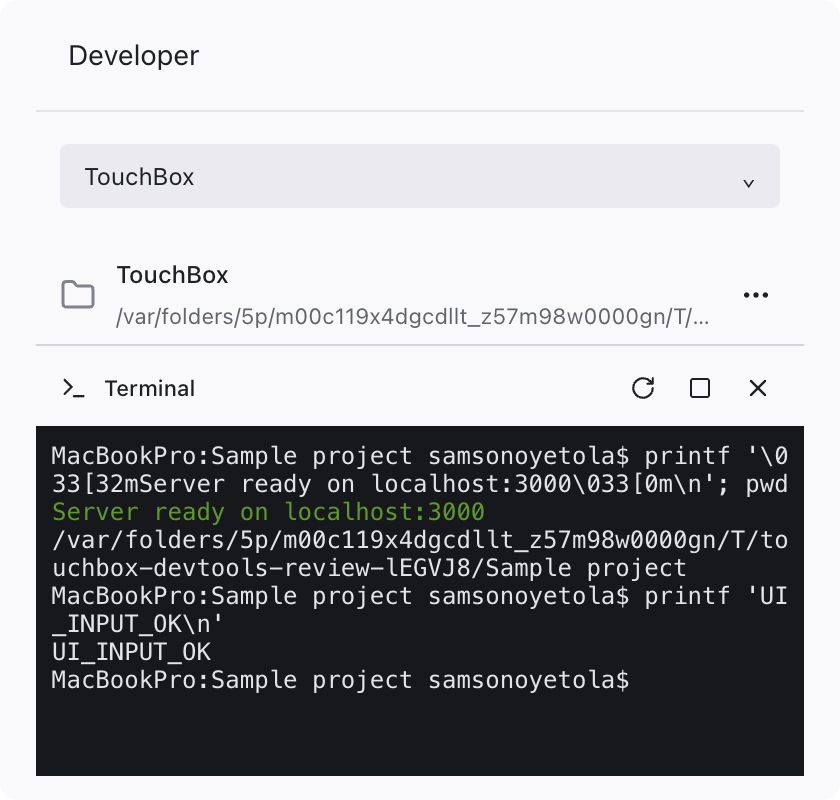 Developer
TouchBox
TouchBox
/var/folders/5p/m00c119x4dgcdllt_z57m98w0000gn/T/...
Terminal
MacBookPro:Sample project samsonoyetola$ printf '\0
33[32mServer ready on localhost:3000\033[0m\n'; pwd
Server ready on localhost:3000
/var/folders/5p/m00c119x4dgcdllt_z57m98w0000gn/T/to
uchbox-devtools-review-lEGVJ8/Sample project
MacBookPro:Sample project samsonoyetola$ printf 'UI
_INPUT_OK\n'
UI_INPUT_OK
MacBookPro:Sample project samsonoyetola$